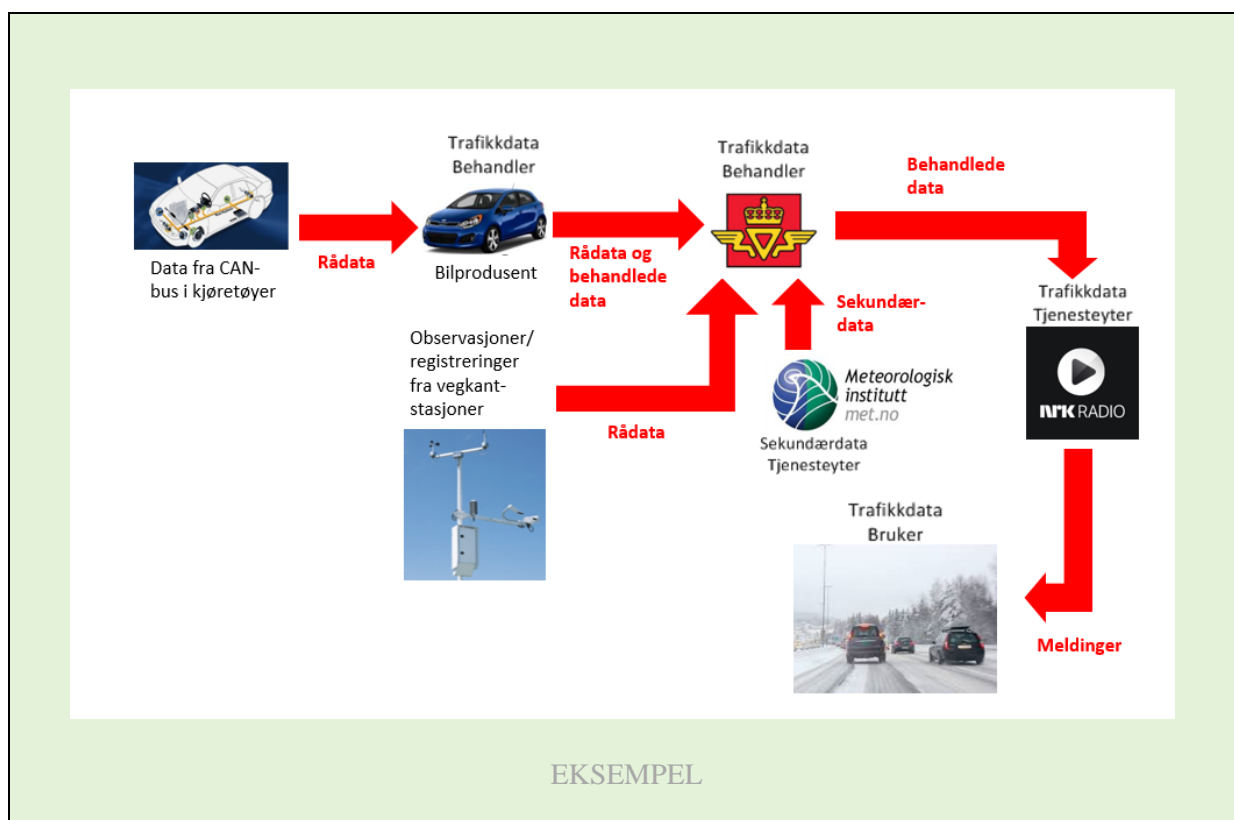 Data fra CAN-
bus i kjøretøyer
Rådata
Trafikkdata
Behandler
Bilprodusent
Rådata og
behandlede
data
Observasjoner/
registreringer
fra vegkant-
stasjoner
Rådata
Trafikkdata
Behandler
Sekundær-
data
Meteorologisk
institutt
met.no
Sekundærdata
Tjenesteyter
Behandlede
data
Trafikkdata
Tjenesteyter
NRK RADIO
Meldinger
Trafikkdata
Bruker
EKSEMPEL